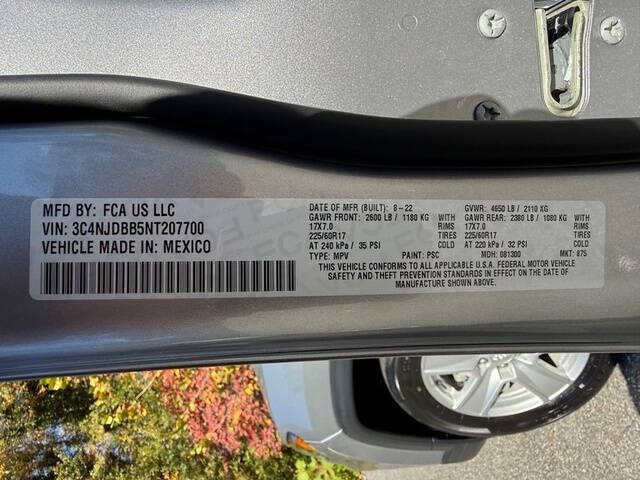 MFD BY: FCA US LLC
VIN: 3C4NJDBB5NT207700
VEHICLE MADE IN: MEXICO
DATE OF MFR (BUILT): 8-22
GAWR FRONT: 2600 LB / 1180 KG
17X7.0 RIMS
225/60R17 TIRES
AT 240 kPa / 35 PSI
TYPE: MPV
PAINT: PSC
GVWR: 4650 LB / 2110 KG
GAWR REAR: 2380 LB / 1080 KG
17X7.0 RIMS
225/60R17 TIRES
AT 220 kPa / 32 PSI
MDH: 081300
MKT: 875
THIS VEHICLE CONFORMS TO ALL APPLICABLE U.S.A. FEDERAL MOTOR VEHICLE
SAFETY AND THEFT PREVENTION STANDARDS IN EFFECT ON THE DATE OF
MANUFACTURE SHOWN ABOVE.